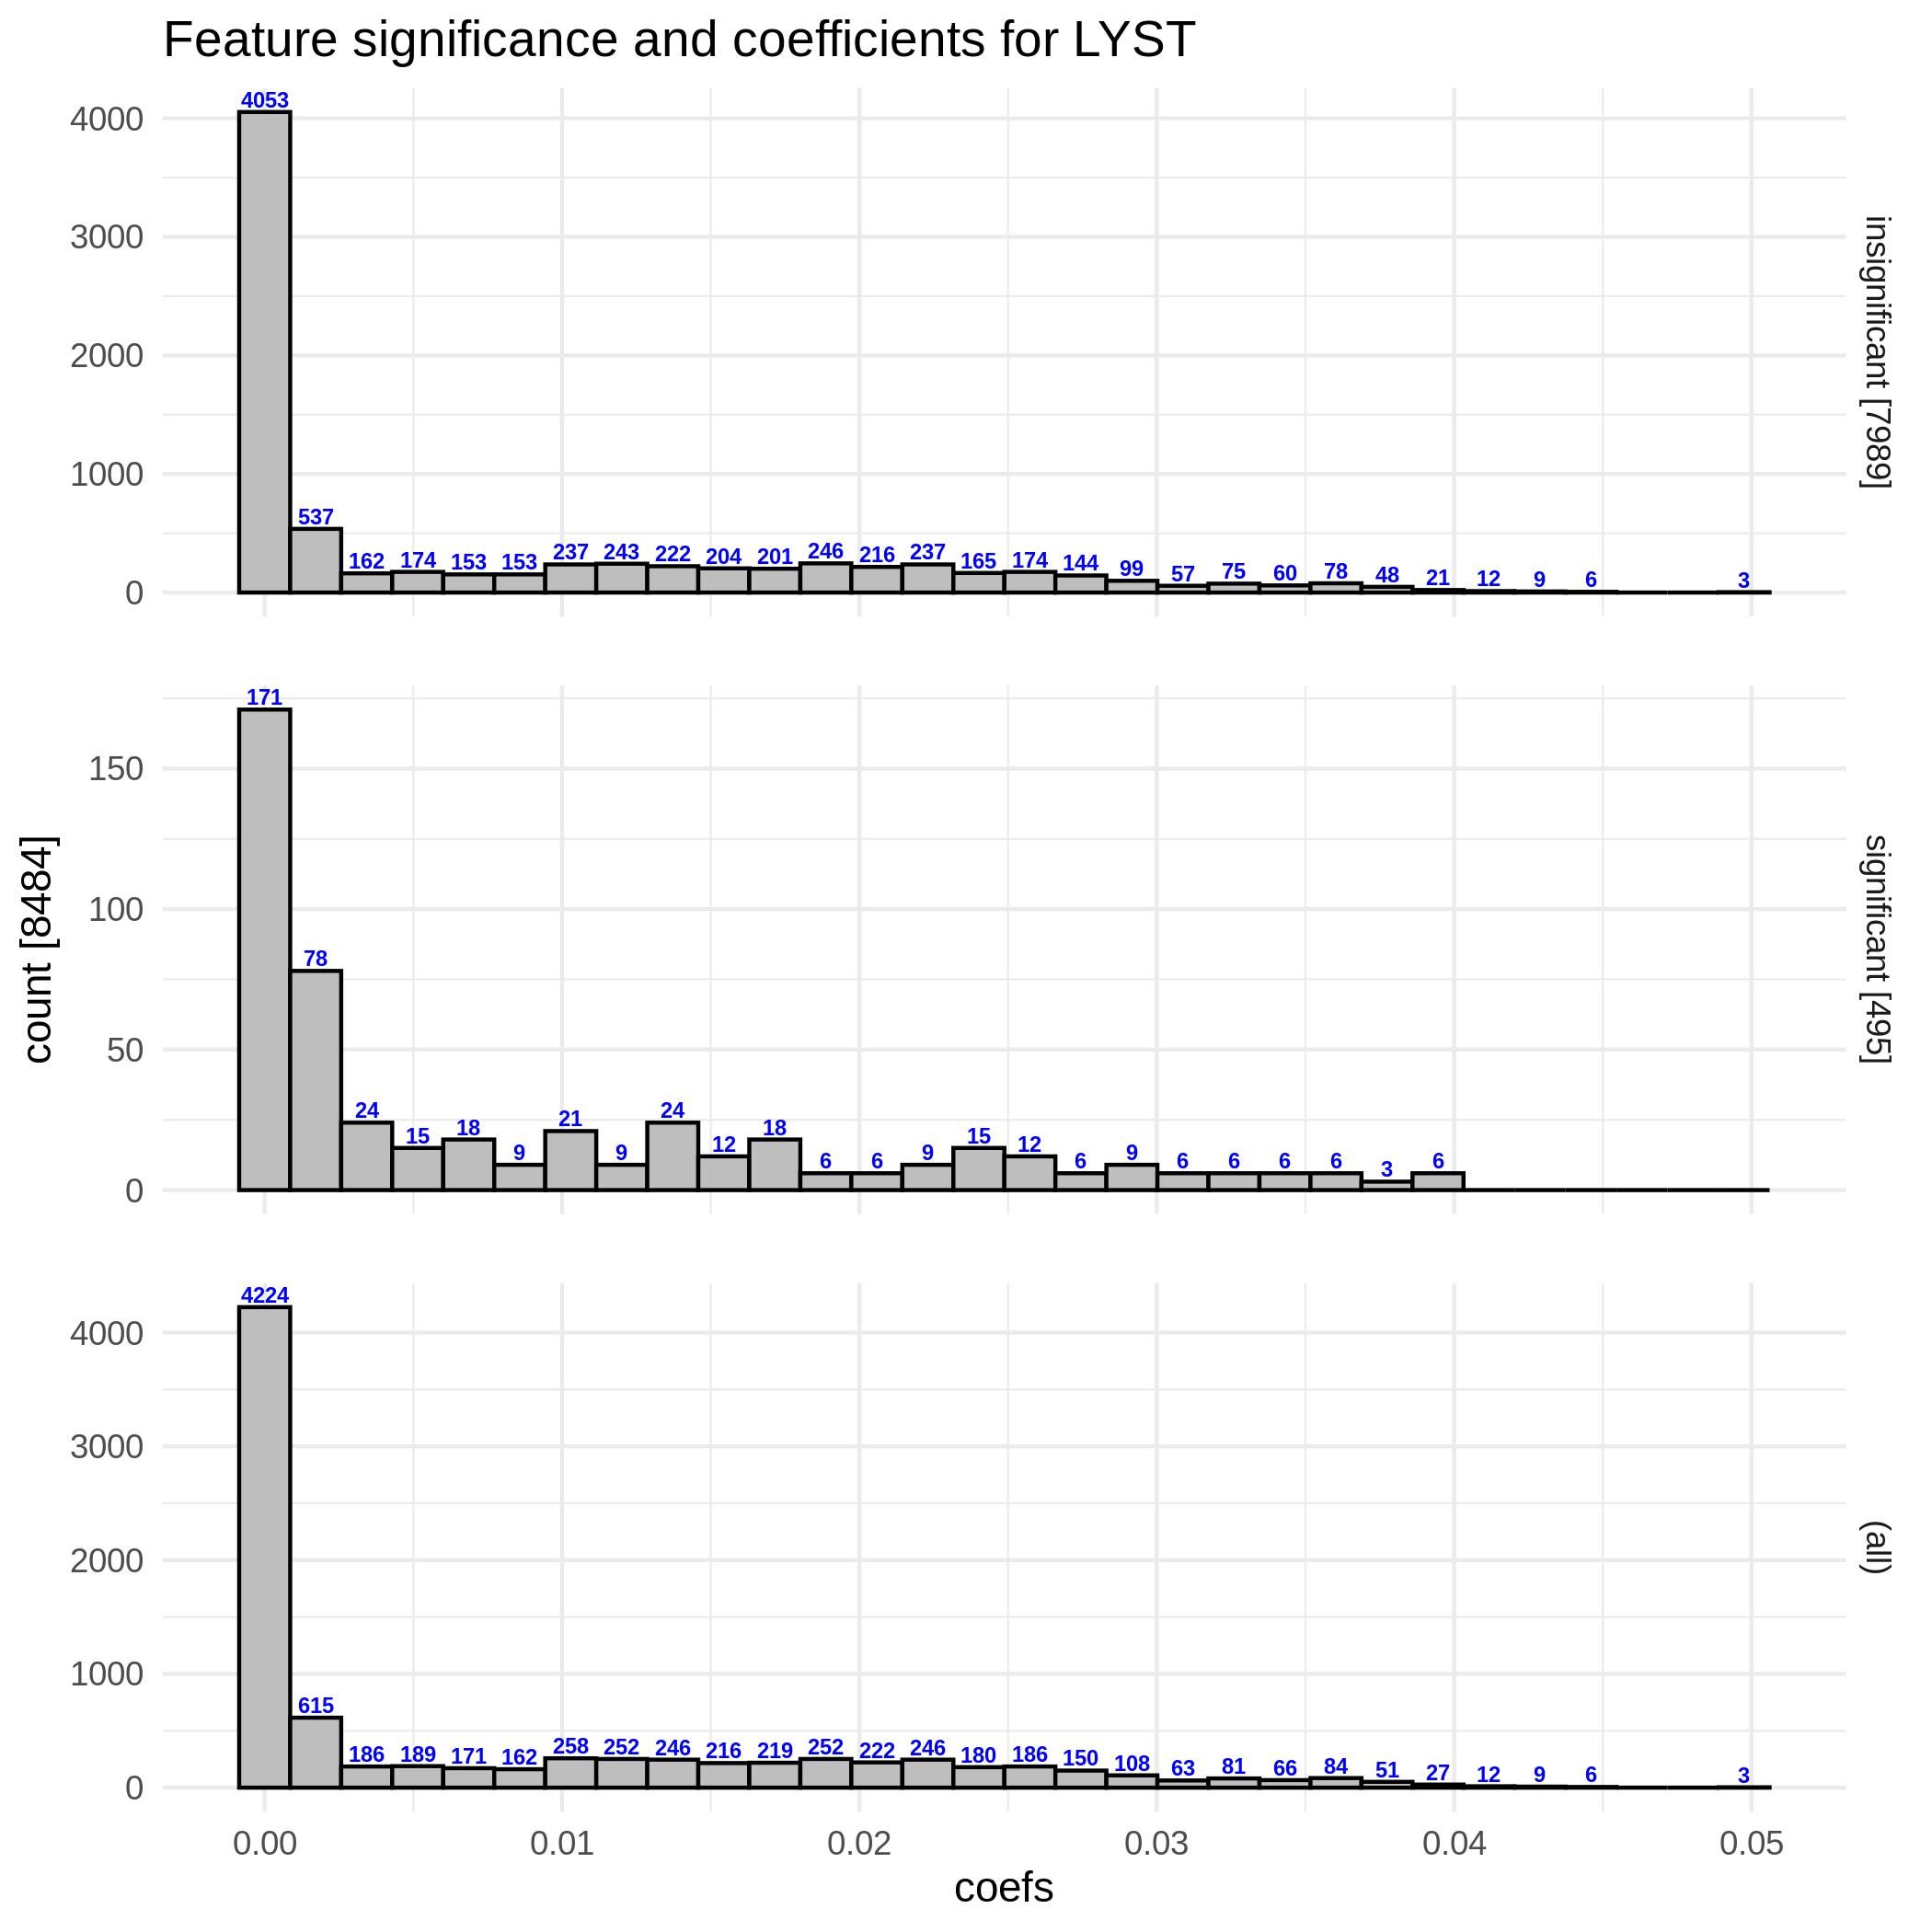 Feature significance and coefficients for LYST
4053
4000
3000
2000
1000
0
537
162 174 153 153 237 243 222 204 201 246 216 237 165 174 144 99 57 75 60 78 48 21 12 9 6 3
insignificant [7989]
171
150
100
50
0
78
24 15 18 9 21 9 24 12 18 6 6 9 15 12 6 9 6 6 6 6 3 6
significant [495]
count [8484]
4224
4000
3000
2000
1000
0
615
186 189 171 162 258 252 246 216 219 252 222 246 180 186 150 108 63 81 66 84 51 27 12 9 6 3
(all)
0.00 0.01 0.02 0.03 0.04 0.05
coefs